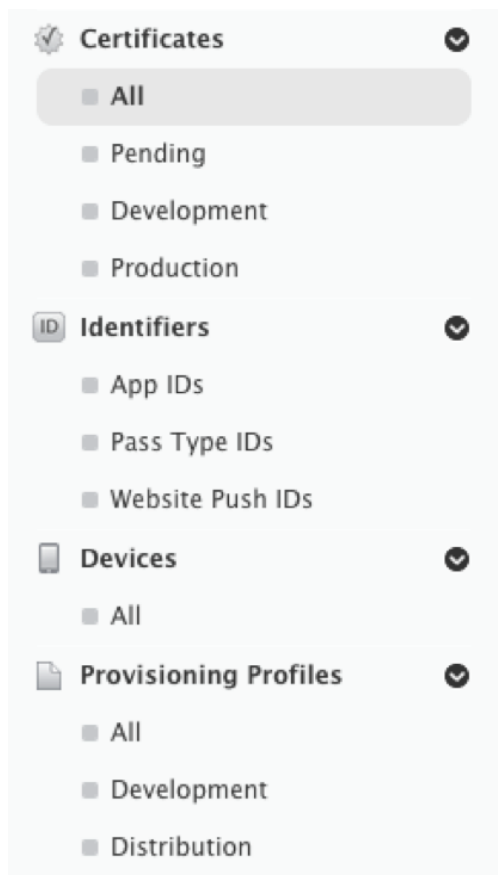 Certificates
All
Pending
Development
Production
ID Identifiers
App IDs
Pass Type IDs
Website Push IDs
Devices
All
Provisioning Profiles
All
Development
Distribution